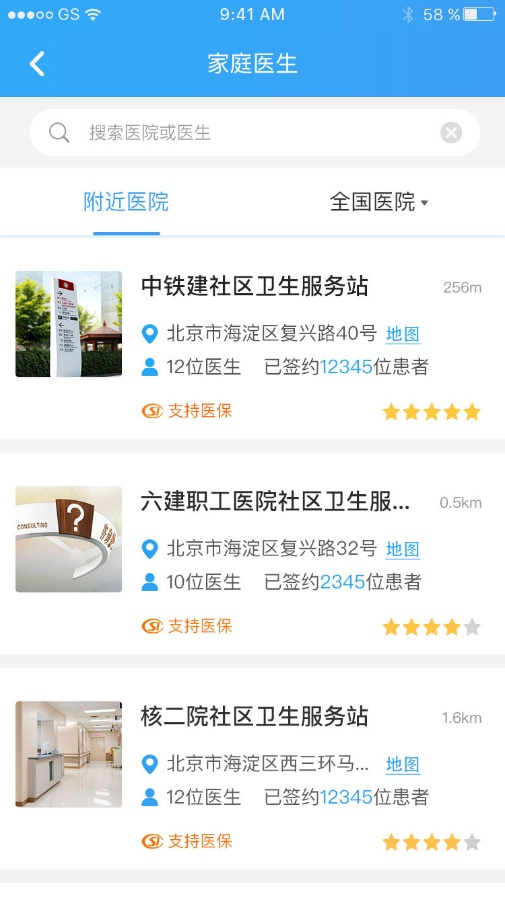 GS 9:41 AM 58 %
家庭医生
搜索医院或医生
附近医院 全国医院
中铁建社区卫生服务站 256m
北京市海淀区复兴路40号 地图
12位医生 已签约12345位患者
支持医保
CONSULTING ?
六建职工医院社区卫生服... 0.5km
北京市海淀区复兴路32号 地图
10位医生 已签约2345位患者
支持医保
核二院社区卫生服务站 1.6km
北京市海淀区西三环马... 地图
12位医生 已签约12345位患者
支持医保